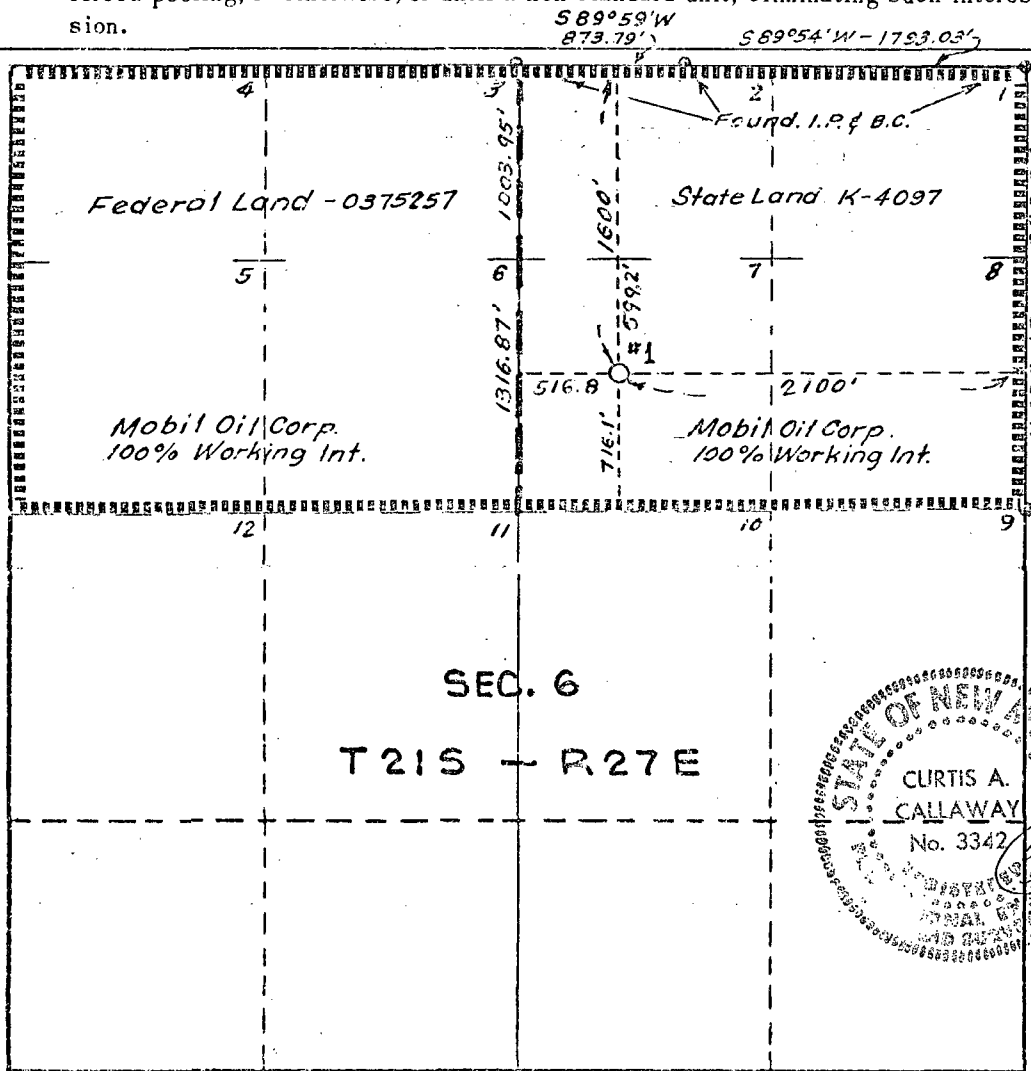 sion.
S 89°59'W
873.79'
S 89°54'W - 1793.03'
4
3
2
1
Found. I.P. & B.C.
Federal Land - 0375257
1003.95'
1600'
State Land K-4097
5
6
7
8
1316.87'
599.2'
#1
516.8
2100'
Mobil Oil Corp.
100% Working Int.
716.1'
Mobil Oil Corp.
100% Working Int.
12
11
10
9
SEC. 6
T21S - R27E
STATE OF NEW
CURTIS A.
CALLAWAY
No. 3342